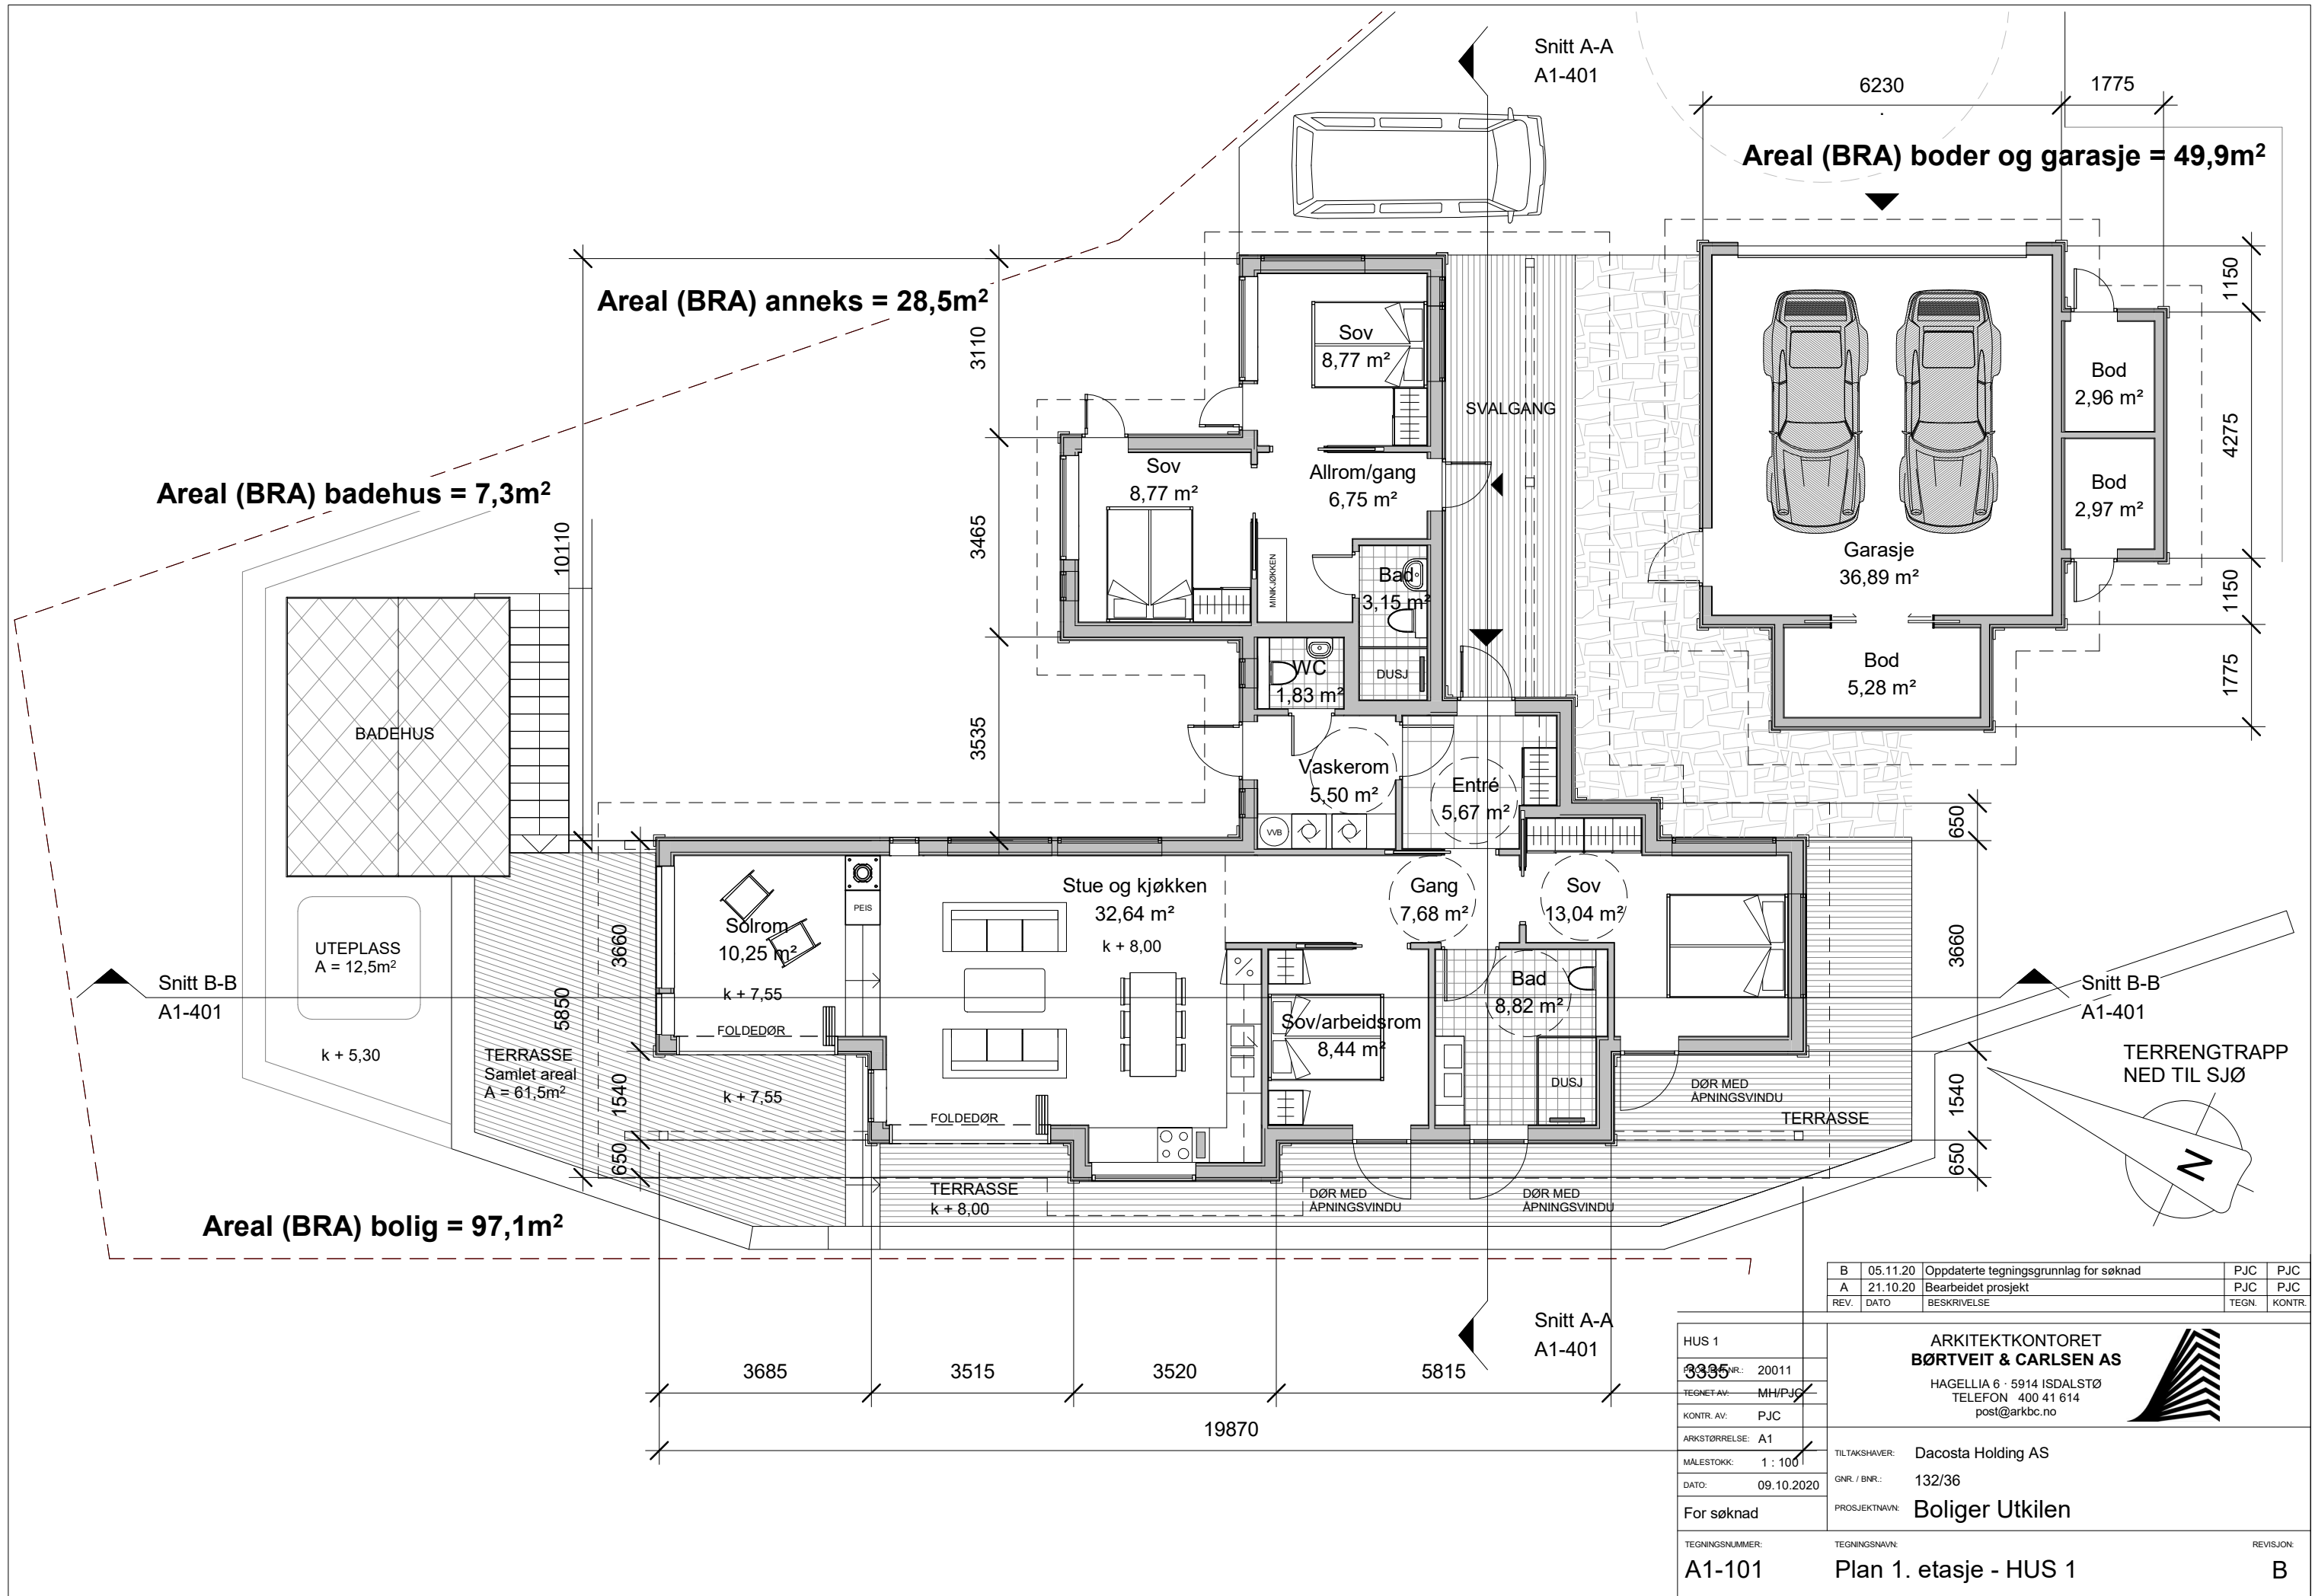 Snitt A-A
A1-401
6230
1775
Areal (BRA) boder og garasje = 49,9m²
Areal (BRA) anneks = 28,5m²
Areal (BRA) badehus = 7,3m²
10110
3110
3465
3535
Sov
8,77 m²
Sov
8,77 m²
Allrom/gang
6,75 m²
SVALGANG
MINIKJØKKEN
Bad
3,15 m²
DUSJ
WC
1,83 m²
Vaskerom
5,50 m²
VVB
Entré
5,67 m²
Garasje
36,89 m²
Bod
2,96 m²
Bod
2,97 m²
Bod
5,28 m²
1150
4275
1150
1775
BADEHUS
UTEPLASS
A = 12,5m²
k + 5,30
Snitt B-B
A1-401
5850
3660
1540
650
TERRASSE
Samlet areal
A = 61,5m²
Solrom
10,25 m²
k + 7,55
FOLDEDØR
k + 7,55
PEIS
Stue og kjøkken
32,64 m²
k + 8,00
FOLDEDØR
TERRASSE
k + 8,00
Gang
7,68 m²
Sov
13,04 m²
Sov/arbeidsrom
8,44 m²
Bad
8,82 m²
DUSJ
DØR MED
ÅPNINGSVINDU
DØR MED
ÅPNINGSVINDU
DØR MED
ÅPNINGSVINDU
TERRASSE
650
3660
1540
650
Snitt B-B
A1-401
TERRENGTRAPP
NED TIL SJØ
N
Areal (BRA) bolig = 97,1m²
Snitt A-A
A1-401
3685
3515
3520
5815
3335
19870
B 05.11.20 Oppdaterte tegningsgrunnlag for søknad PJC PJC
A 21.10.20 Bearbeidet prosjekt PJC PJC
REV. DATO BESKRIVELSE TEGN. KONTR.
HUS 1
20011
TEGNET AV: MH/PJC
KONTR. AV: PJC
ARKSTØRRELSE: A1
MÅLESTOKK: 1 : 100
DATO: 09.10.2020
For søknad
ARKITEKTKONTORET
BØRTVEIT & CARLSEN AS
HAGELLIA 6 · 5914 ISDALSTØ
TELEFON 400 41 614
post@arkbc.no
TILTAKSHAVER: Dacosta Holding AS
GNR. / BNR.: 132/36
PROSJEKTNAVN: Boliger Utkilen
TEGNINGSNUMMER:
A1-101
TEGNINGSNAVN:
Plan 1. etasje - HUS 1
REVISJON:
B